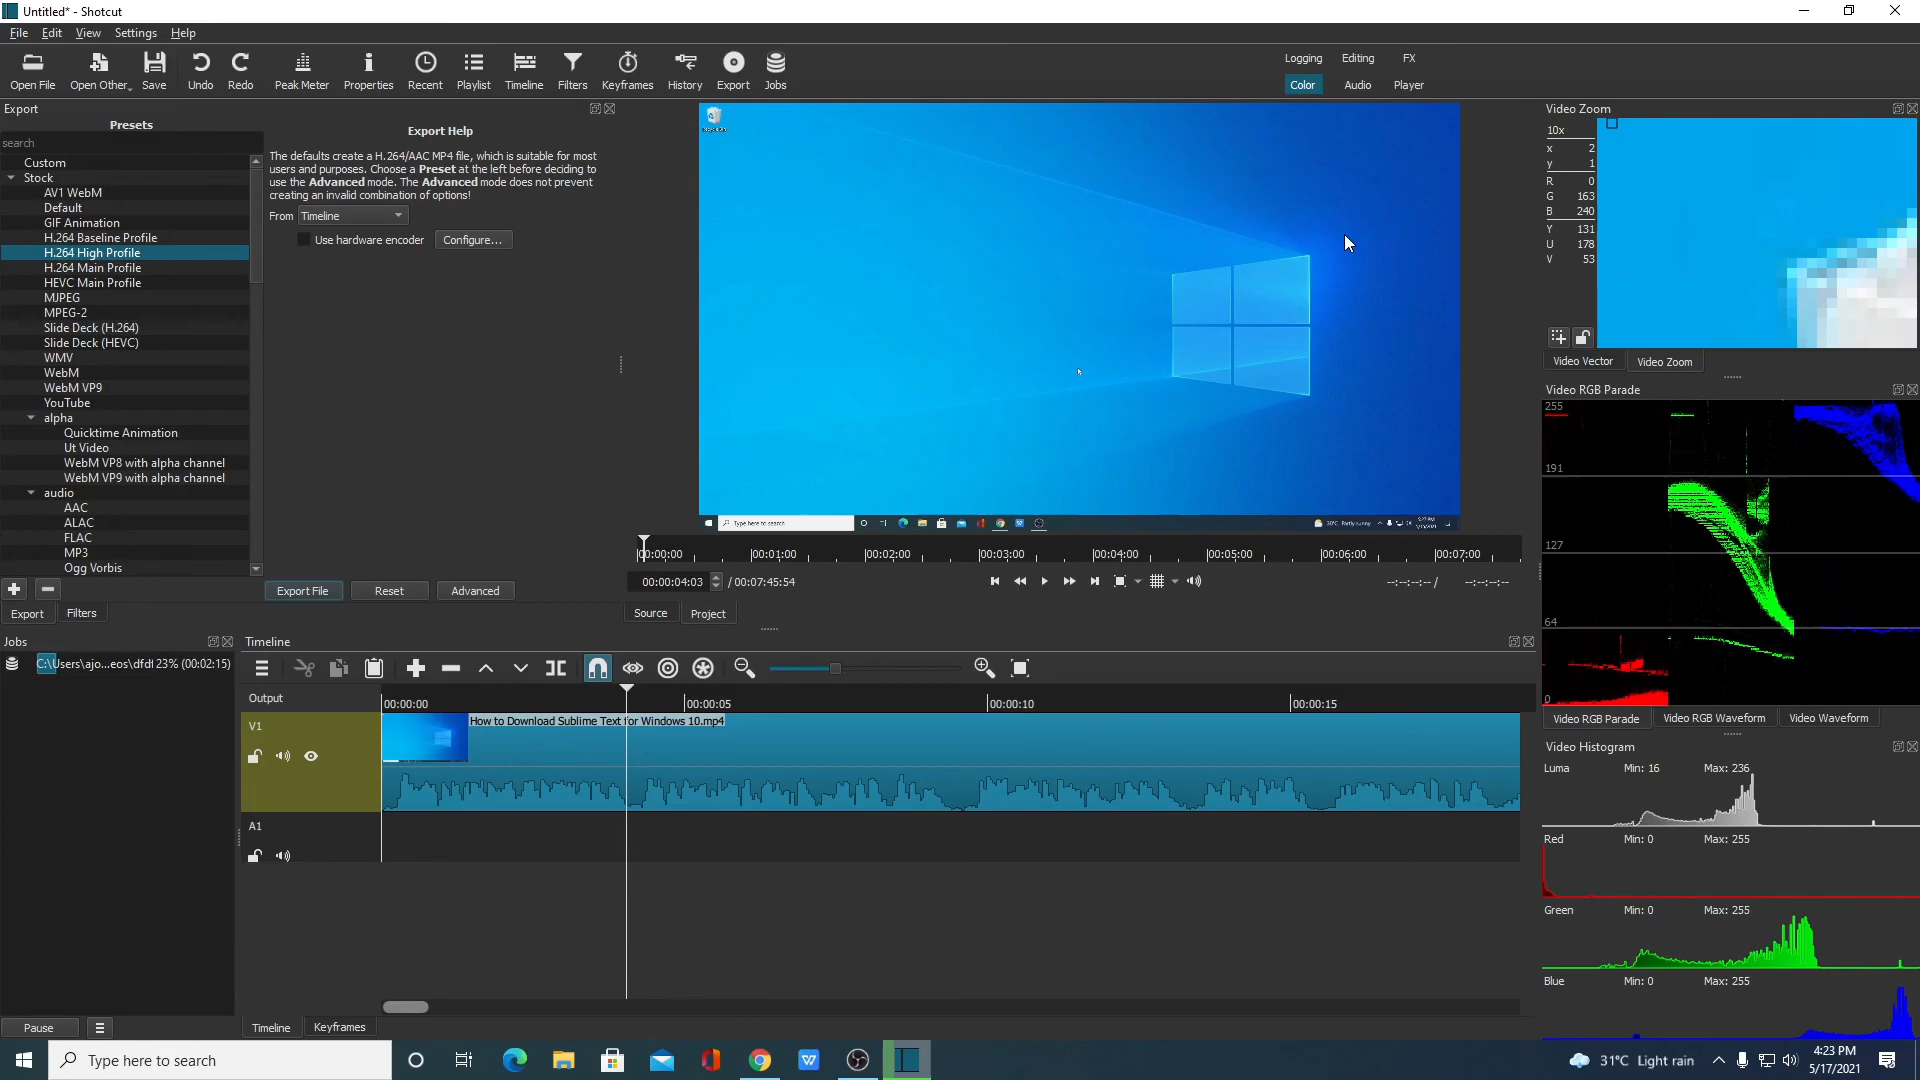 Untitled* - Shotcut
File Edit View Settings Help
Open File Open Other... Save Undo Redo Peak Meter Properties Recent Playlist Timeline Filters Keyframes History Export Jobs
Logging Editing FX
Color Audio Player
Export
Presets
search
Custom
Stock
AV1 WebM
Default
GIF Animation
H.264 Baseline Profile
H.264 High Profile
H.264 Main Profile
HEVC Main Profile
MJPEG
MPEG-2
Slide Deck (H.264)
Slide Deck (HEVC)
WMV
WebM
WebM VP9
YouTube
alpha
Quicktime Animation
Ut Video
WebM VP8 with alpha channel
WebM VP9 with alpha channel
audio
AAC
ALAC
FLAC
MP3
Ogg Vorbis
Export Help
The defaults create a H.264/AAC MP4 file, which is suitable for most
users and purposes. Choose a Preset at the left before deciding to
use the Advanced mode. The Advanced mode does not prevent
creating an invalid combination of options!
From Timeline
Use hardware encoder Configure...
Export File Reset Advanced
Export Filters
Type here to search
30°C Partly sunny
00:00:00 00:01:00 00:02:00 00:03:00 00:04:00 00:05:00 00:06:00 00:07:00
00:00:04:03 / 00:07:45:54
--:--:--:-- / --:--:--:--
Source Project
Video Zoom
10x
x 2
y 1
R 0
G 163
B 240
Y 131
U 178
V 53
Video Vector Video Zoom
Video RGB Parade
255
191
127
64
0
Video RGB Parade Video RGB Waveform Video Waveform
Video Histogram
Luma Min: 16 Max: 236
Red Min: 0 Max: 255
Green Min: 0 Max: 255
Blue Min: 0 Max: 255
Jobs
C:\Users\ajo...eos\dfdf 23% (00:02:15)
Pause
Timeline
Output
00:00:00 00:00:05 00:00:10 00:00:15
V1
How to Download Sublime Text for Windows 10.mp4
A1
Timeline Keyframes
Type here to search
31°C Light rain
4:23 PM
5/17/2021